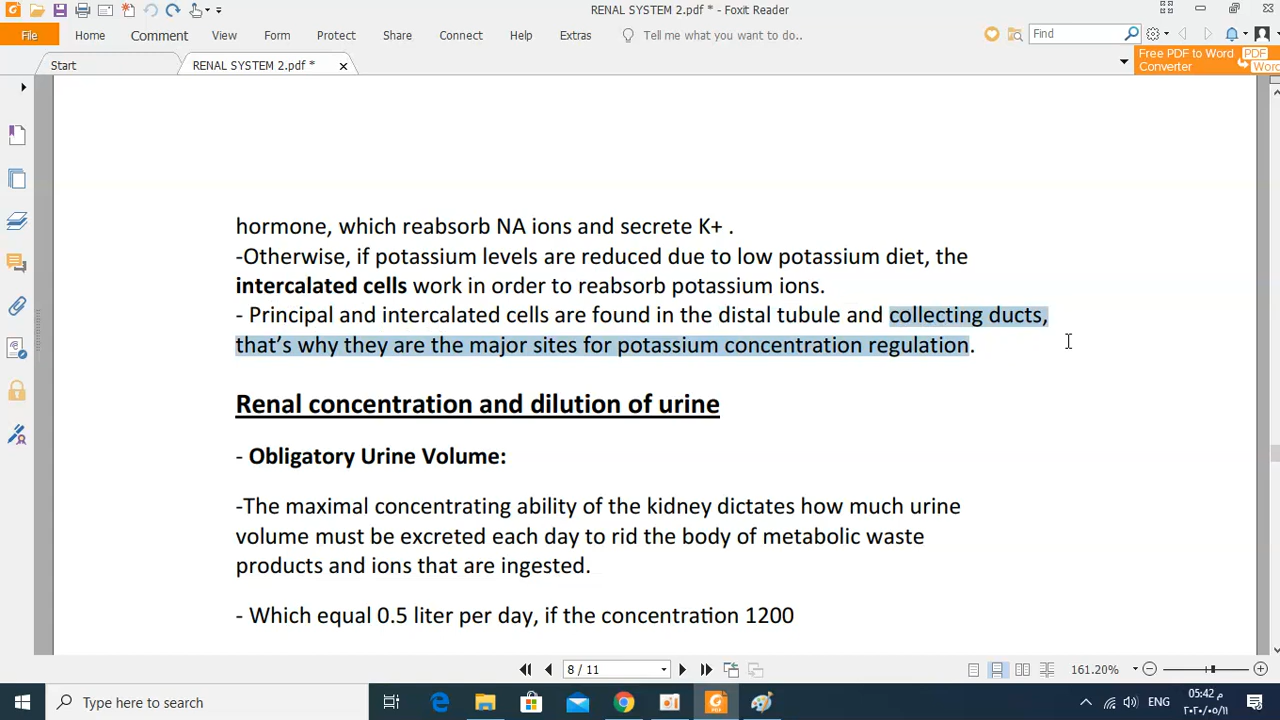 RENAL SYSTEM 2.pdf * - Foxit Reader
File Home Comment View Form Protect Share Connect Help Extras Tell me what you want to do.. Find
Start RENAL SYSTEM 2.pdf * Free PDF to Word Converter PDF Word
hormone, which reabsorb NA ions and secrete K+ .
-Otherwise, if potassium levels are reduced due to low potassium diet, the
intercalated cells work in order to reabsorb potassium ions.
- Principal and intercalated cells are found in the distal tubule and collecting ducts,
that’s why they are the major sites for potassium concentration regulation.
Renal concentration and dilution of urine
- Obligatory Urine Volume:
-The maximal concentrating ability of the kidney dictates how much urine
volume must be excreted each day to rid the body of metabolic waste
products and ions that are ingested.
- Which equal 0.5 liter per day, if the concentration 1200
8 / 11 161.20%
Type here to search ENG م 05:42
٢٠٢٠/٠٥/١١